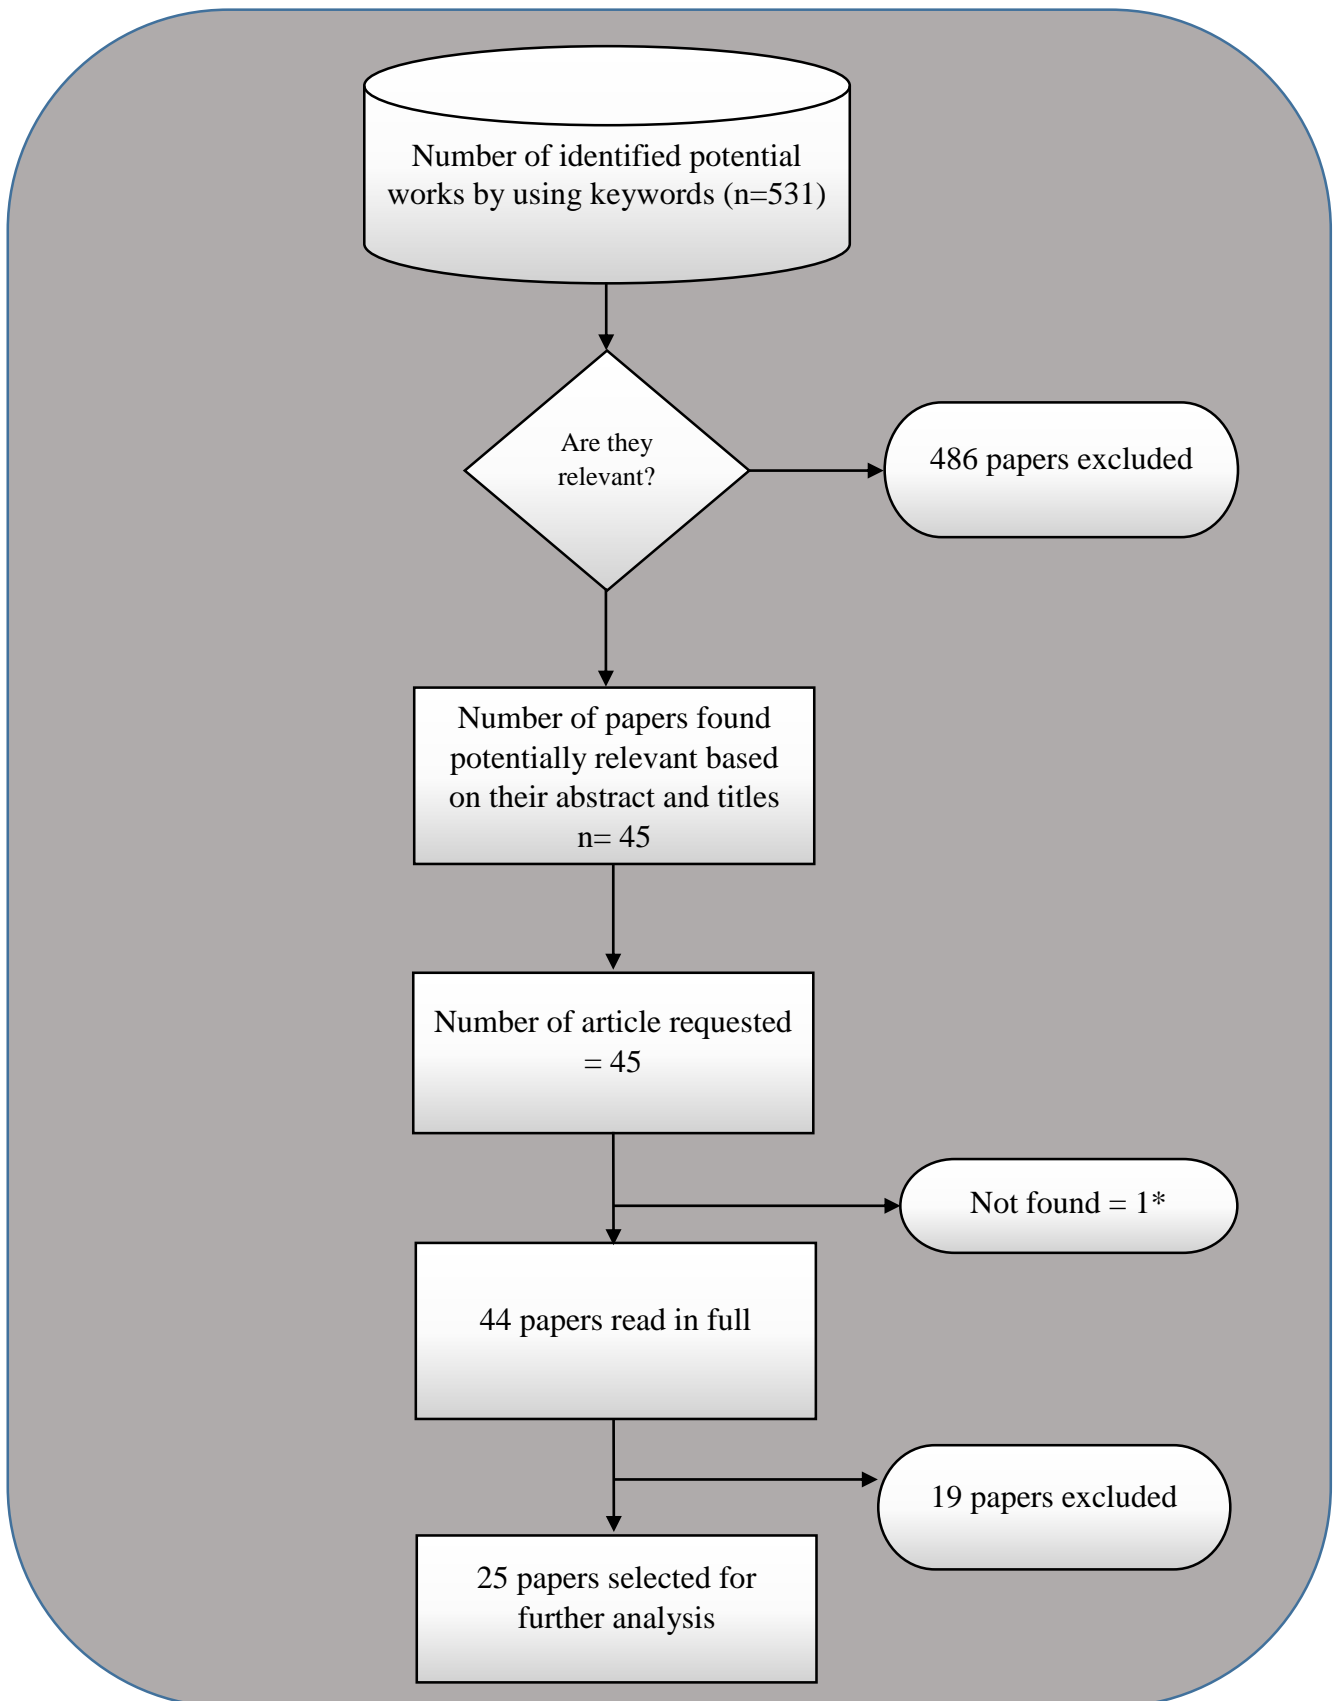 Number of identified potential
works by using keywords (n=531)
Are they
relevant?
486 papers excluded
Number of papers found
potentially relevant based
on their abstract and titles
n= 45
Number of article requested
= 45
Not found = 1*
44 papers read in full
19 papers excluded
25 papers selected for
further analysis